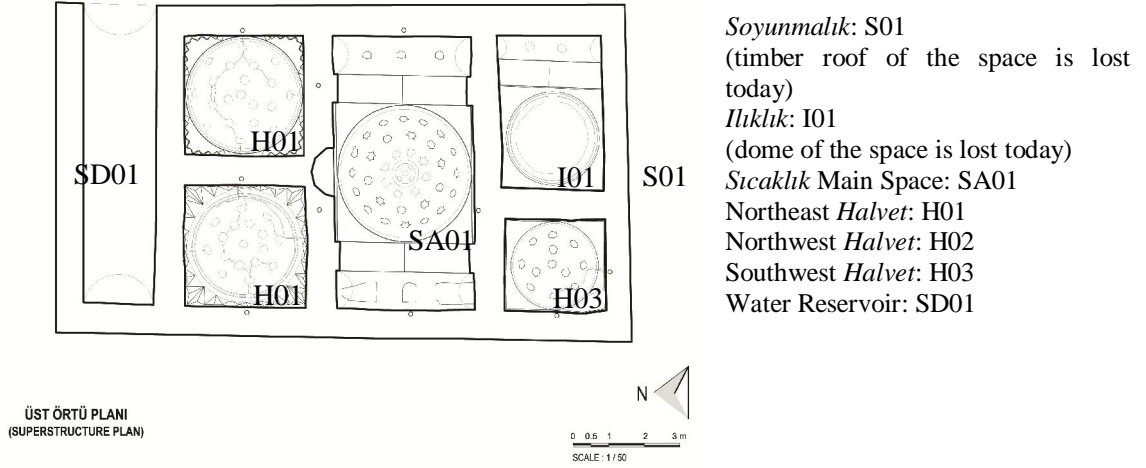 H01
SD01
I01
S01
SA01
H01
H03
N
ÜST ÖRTÜ PLANI
(SUPERSTRUCTURE PLAN)
0 0.5 1 2 3 m
SCALE : 1 / 50
Soyunmalık: S01
(timber roof of the space is lost
today)
Ilıklık: I01
(dome of the space is lost today)
Sıcaklık Main Space: SA01
Northeast Halvet: H01
Northwest Halvet: H02
Southwest Halvet: H03
Water Reservoir: SD01